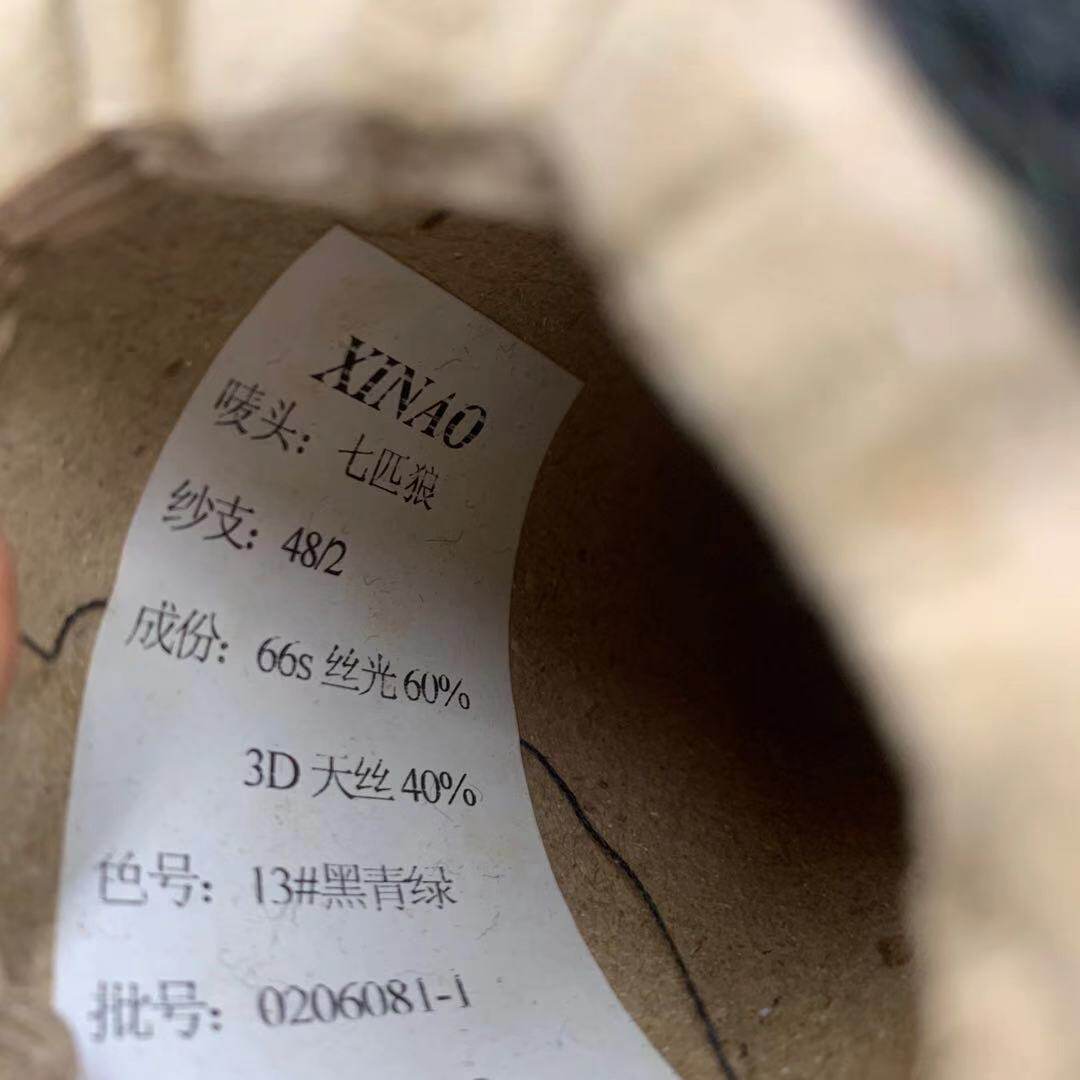 XINAO
唛头：七匹狼
纱支：48/2
成份：66s 丝光 60%
3D 天丝 40%
色号：13#黑青绿
批号：0206081-1